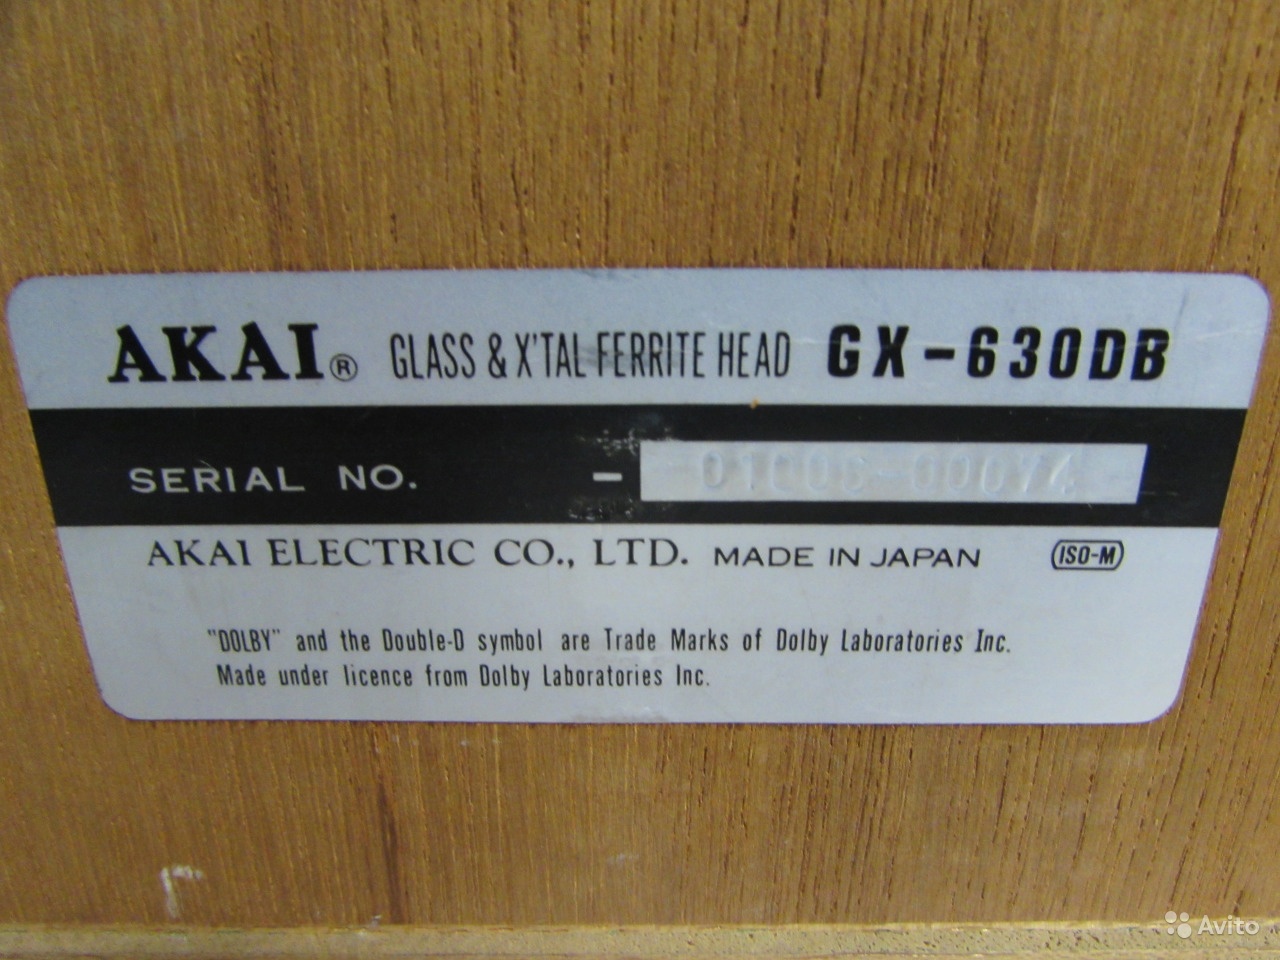 AKAI® GLASS & X'TAL FERRITE HEAD GX-630DB
SERIAL NO. -
AKAI ELECTRIC CO., LTD. MADE IN JAPAN ISO-M
"DOLBY" and the Double-D symbol are Trade Marks of Dolby Laboratories Inc.
Made under licence from Dolby Laboratories Inc.
Avito